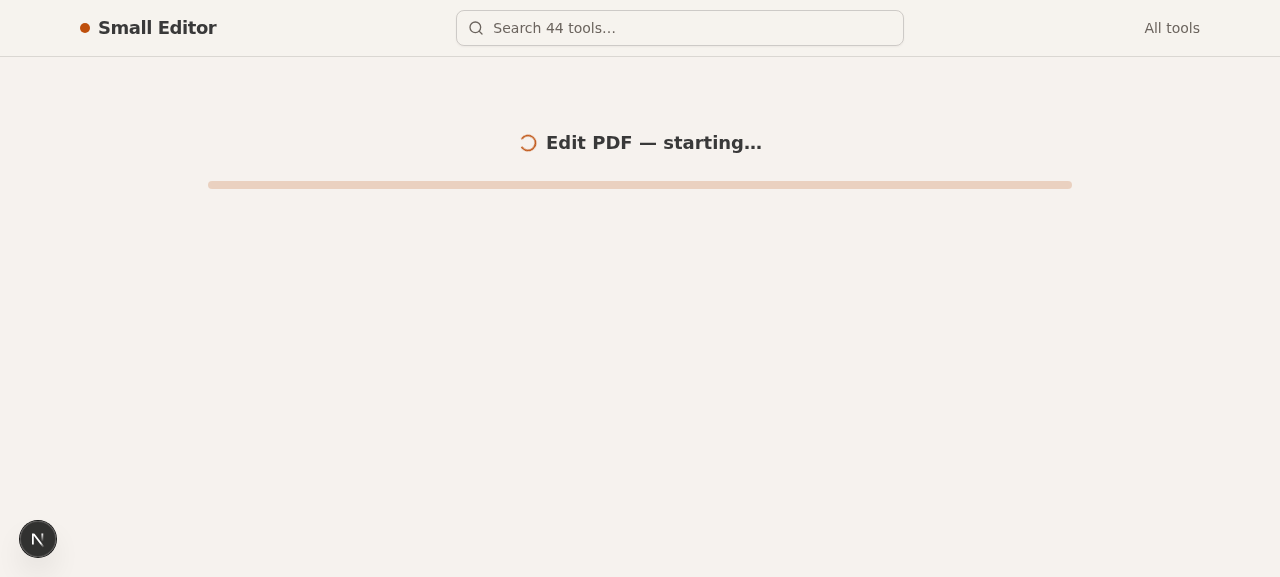 Small Editor
Search 44 tools…
All tools
Edit PDF — starting…
N